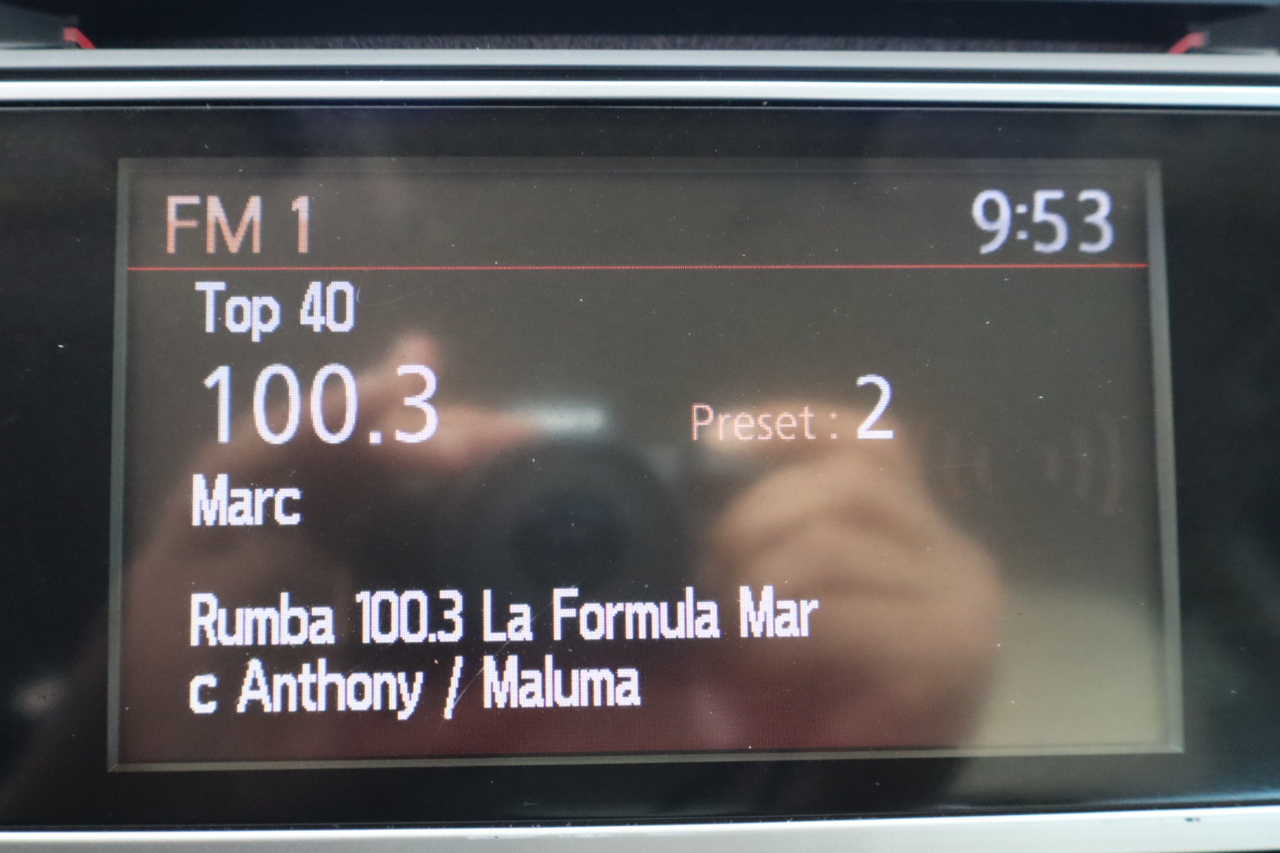 FM 1 9:53
Top 40
100.3 Preset : 2
Marc
Rumba 100.3 La Formula Mar
c Anthony / Maluma